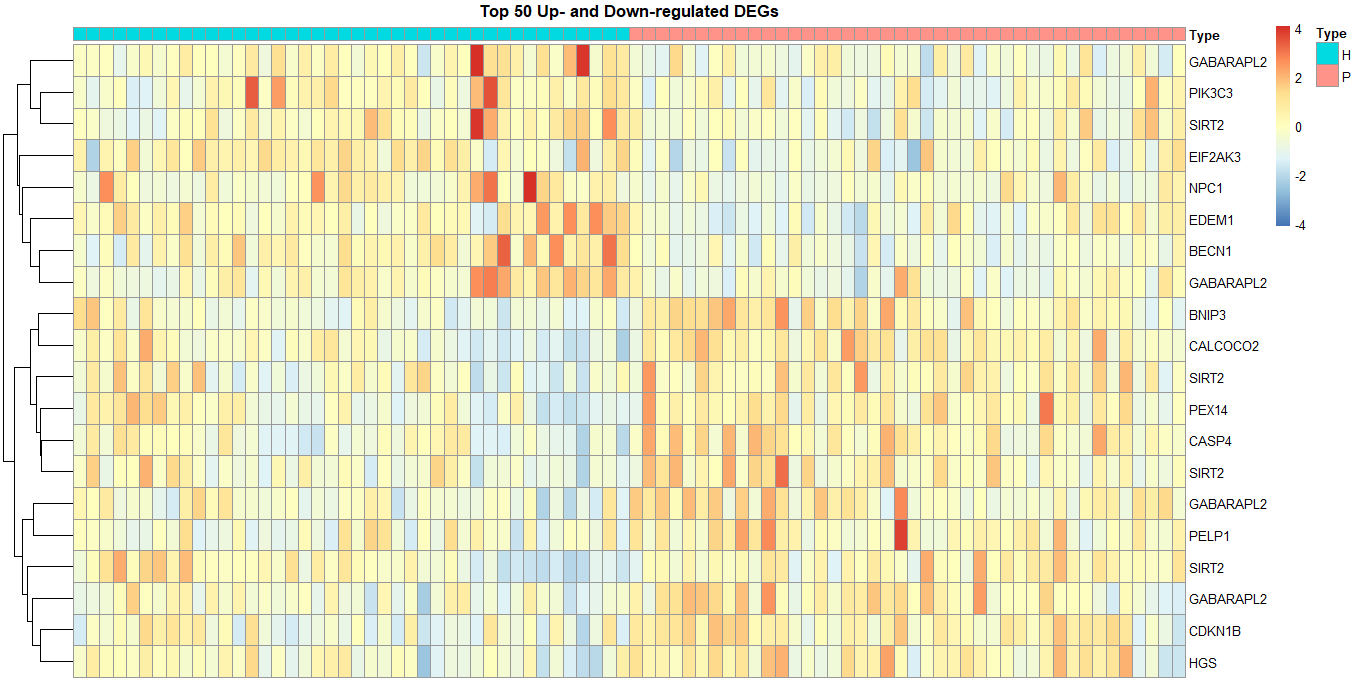 Top 50 Up- and Down-regulated DEGs
Type
GABARAPL2
PIK3C3
SIRT2
EIF2AK3
NPC1
EDEM1
BECN1
GABARAPL2
BNIP3
CALCOCO2
SIRT2
PEX14
CASP4
SIRT2
GABARAPL2
PELP1
SIRT2
GABARAPL2
CDKN1B
HGS
4
2
0
-2
-4
Type
H
P